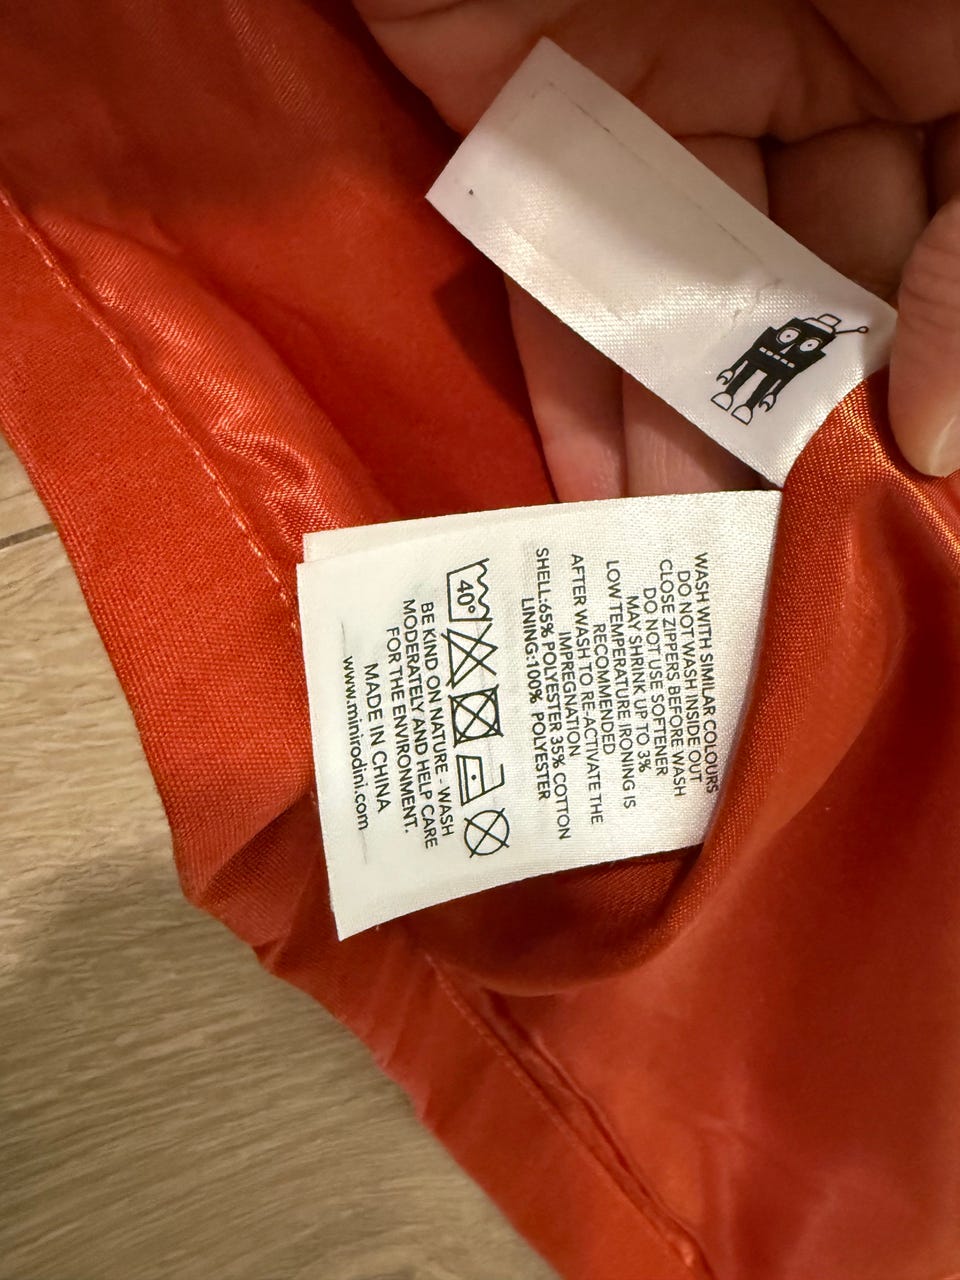 WASH WITH SIMILAR COLOURS
DO NOT WASH INSIDE OUT
CLOSE ZIPPERS BEFORE WASH
DO NOT USE SOFTENER
MAY SHRINK UP TO 3%
LOW TEMPERATURE IRONING IS
RECOMMENDED
AFTER WASH TO RE-ACTIVATE THE
IMPREGNATION
SHELL:65% POLYESTER 35% COTTON
LINING:100% POLYESTER
40°
BE KIND ON NATURE - WASH
MODERATELY AND HELP CARE
FOR THE ENVIRONMENT.
MADE IN CHINA
www.minirodini.com